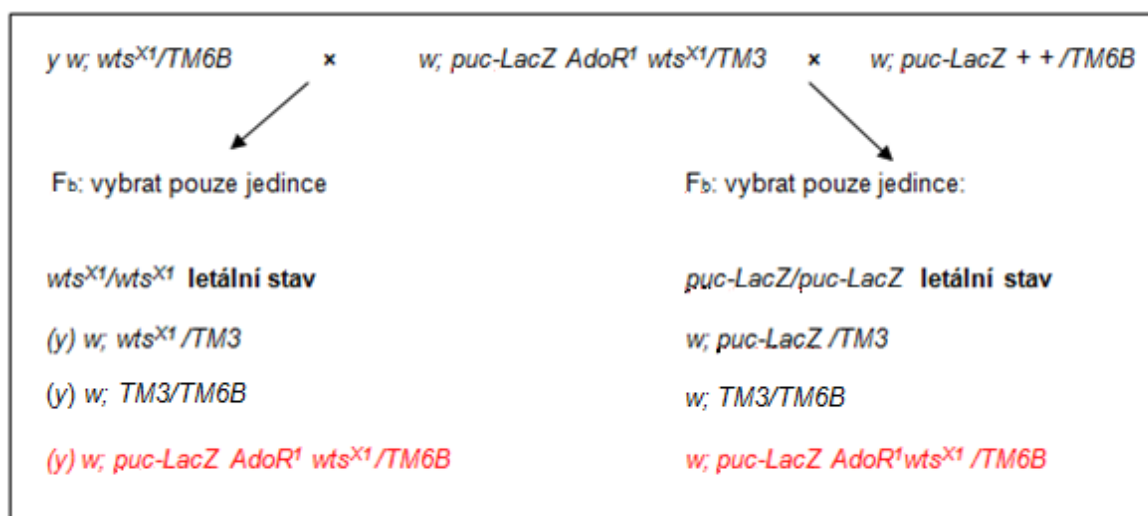 y w; wtsX1/TM6B × w; puc-LacZ AdoR1 wtsX1/TM3 × w; puc-LacZ + + /TM6B
Fb: vybrat pouze jedince
Fb: vybrat pouze jedince:
wtsX1/wtsX1 letální stav
puc-LacZ/puc-LacZ letální stav
(y) w; wtsX1 /TM3
w; puc-LacZ /TM3
(y) w; TM3/TM6B
w; TM3/TM6B
(y) w; puc-LacZ AdoR1 wtsX1/TM6B
w; puc-LacZ AdoR1wtsX1 /TM6B